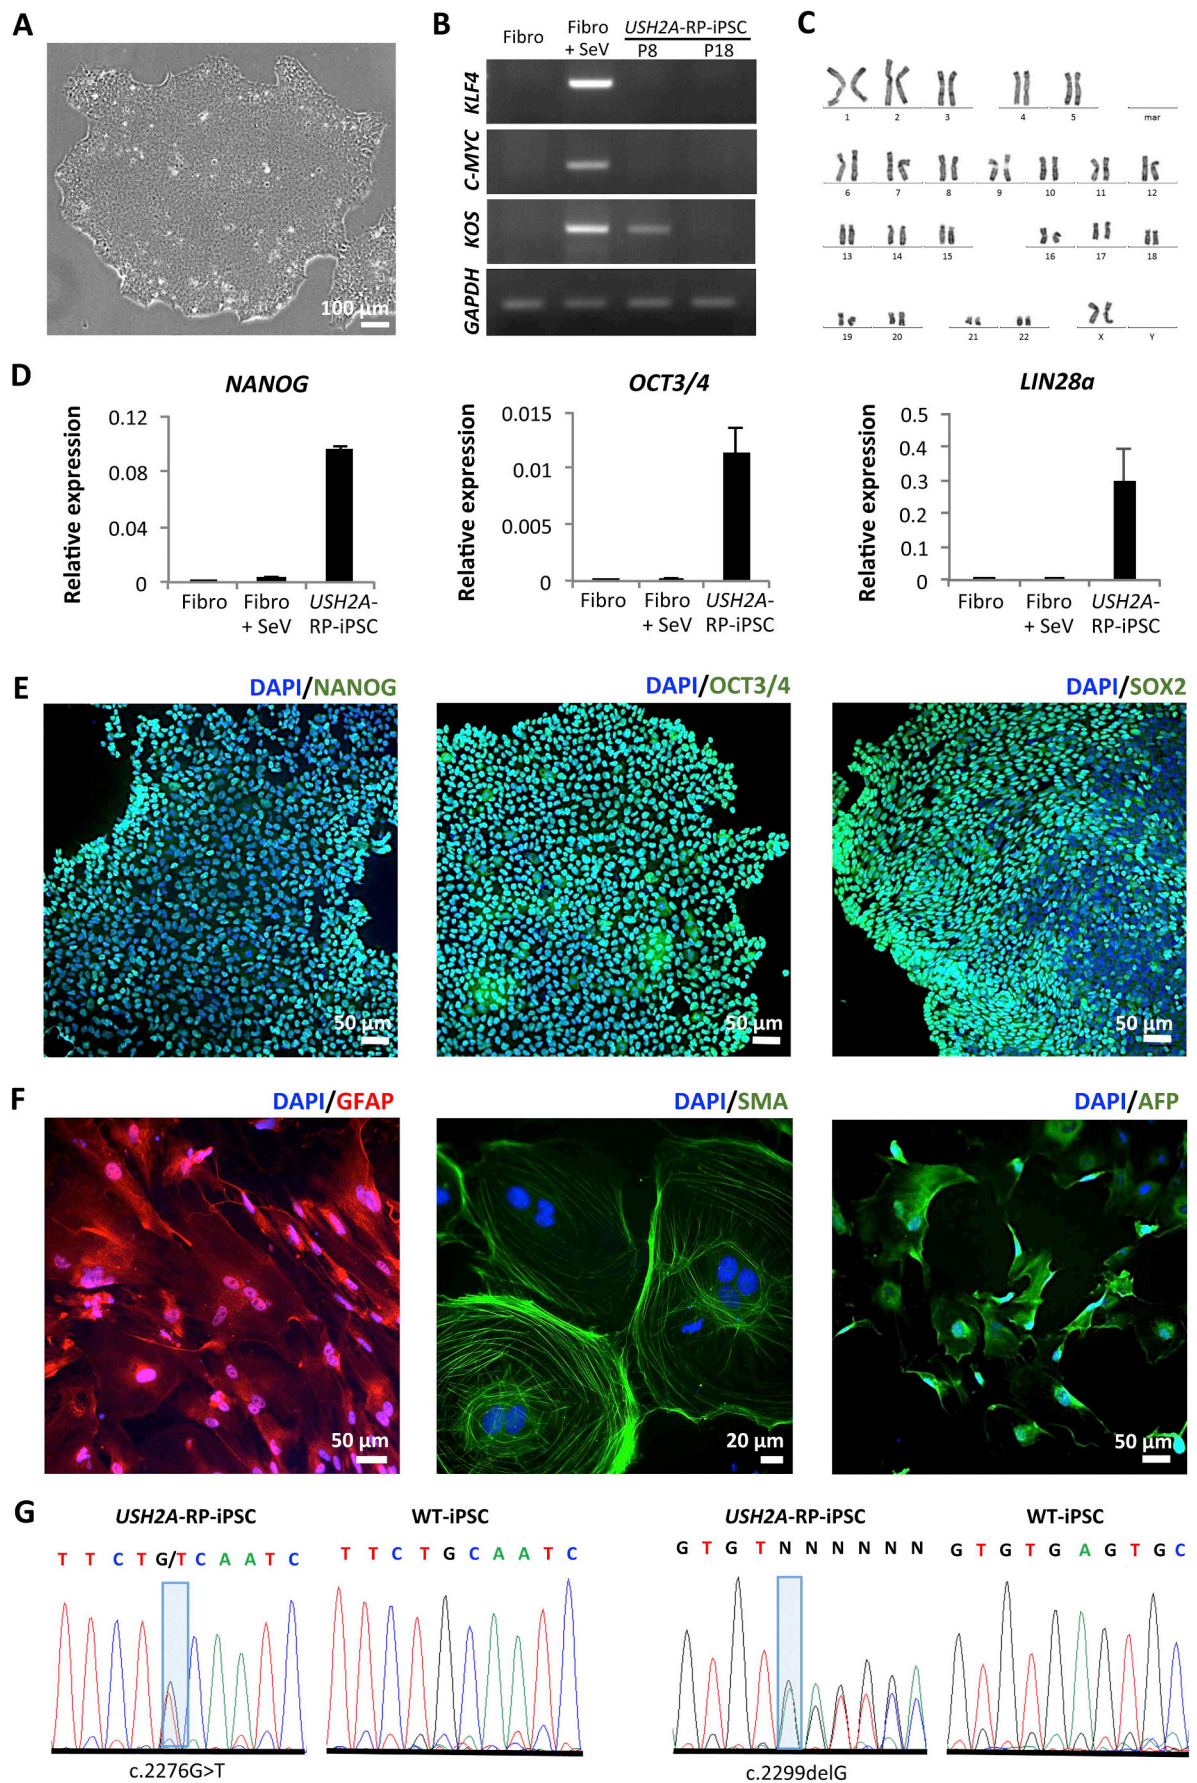 A
100 µm
B
Fibro
Fibro
+ SeV
USH2A-RP-iPSC
P8 P18
KLF4
C-MYC
KOS
GAPDH
C
1 2 3 4 5 mar
6 7 8 9 10 11 12
13 14 15 16 17 18
19 20 21 22 X Y
D
NANOG
Relative expression
0.12
0.08
0.04
0
Fibro
Fibro
+ SeV
USH2A-
RP-iPSC
OCT3/4
Relative expression
0.015
0.01
0.005
0
Fibro
Fibro
+ SeV
USH2A-
RP-iPSC
LIN28a
Relative expression
0.5
0.4
0.3
0.2
0.1
0
Fibro
Fibro
+ SeV
USH2A-
RP-iPSC
E
DAPI/NANOG
50 µm
DAPI/OCT3/4
50 µm
DAPI/SOX2
50 µm
F
DAPI/GFAP
50 µm
DAPI/SMA
20 µm
DAPI/AFP
50 µm
G
USH2A-RP-iPSC
T T C T G/T C A A T C
c.2276G>T
WT-iPSC
T T C T G C A A T C
USH2A-RP-iPSC
G T G T N N N N N N
c.2299delG
WT-iPSC
G T G T G A G T G C